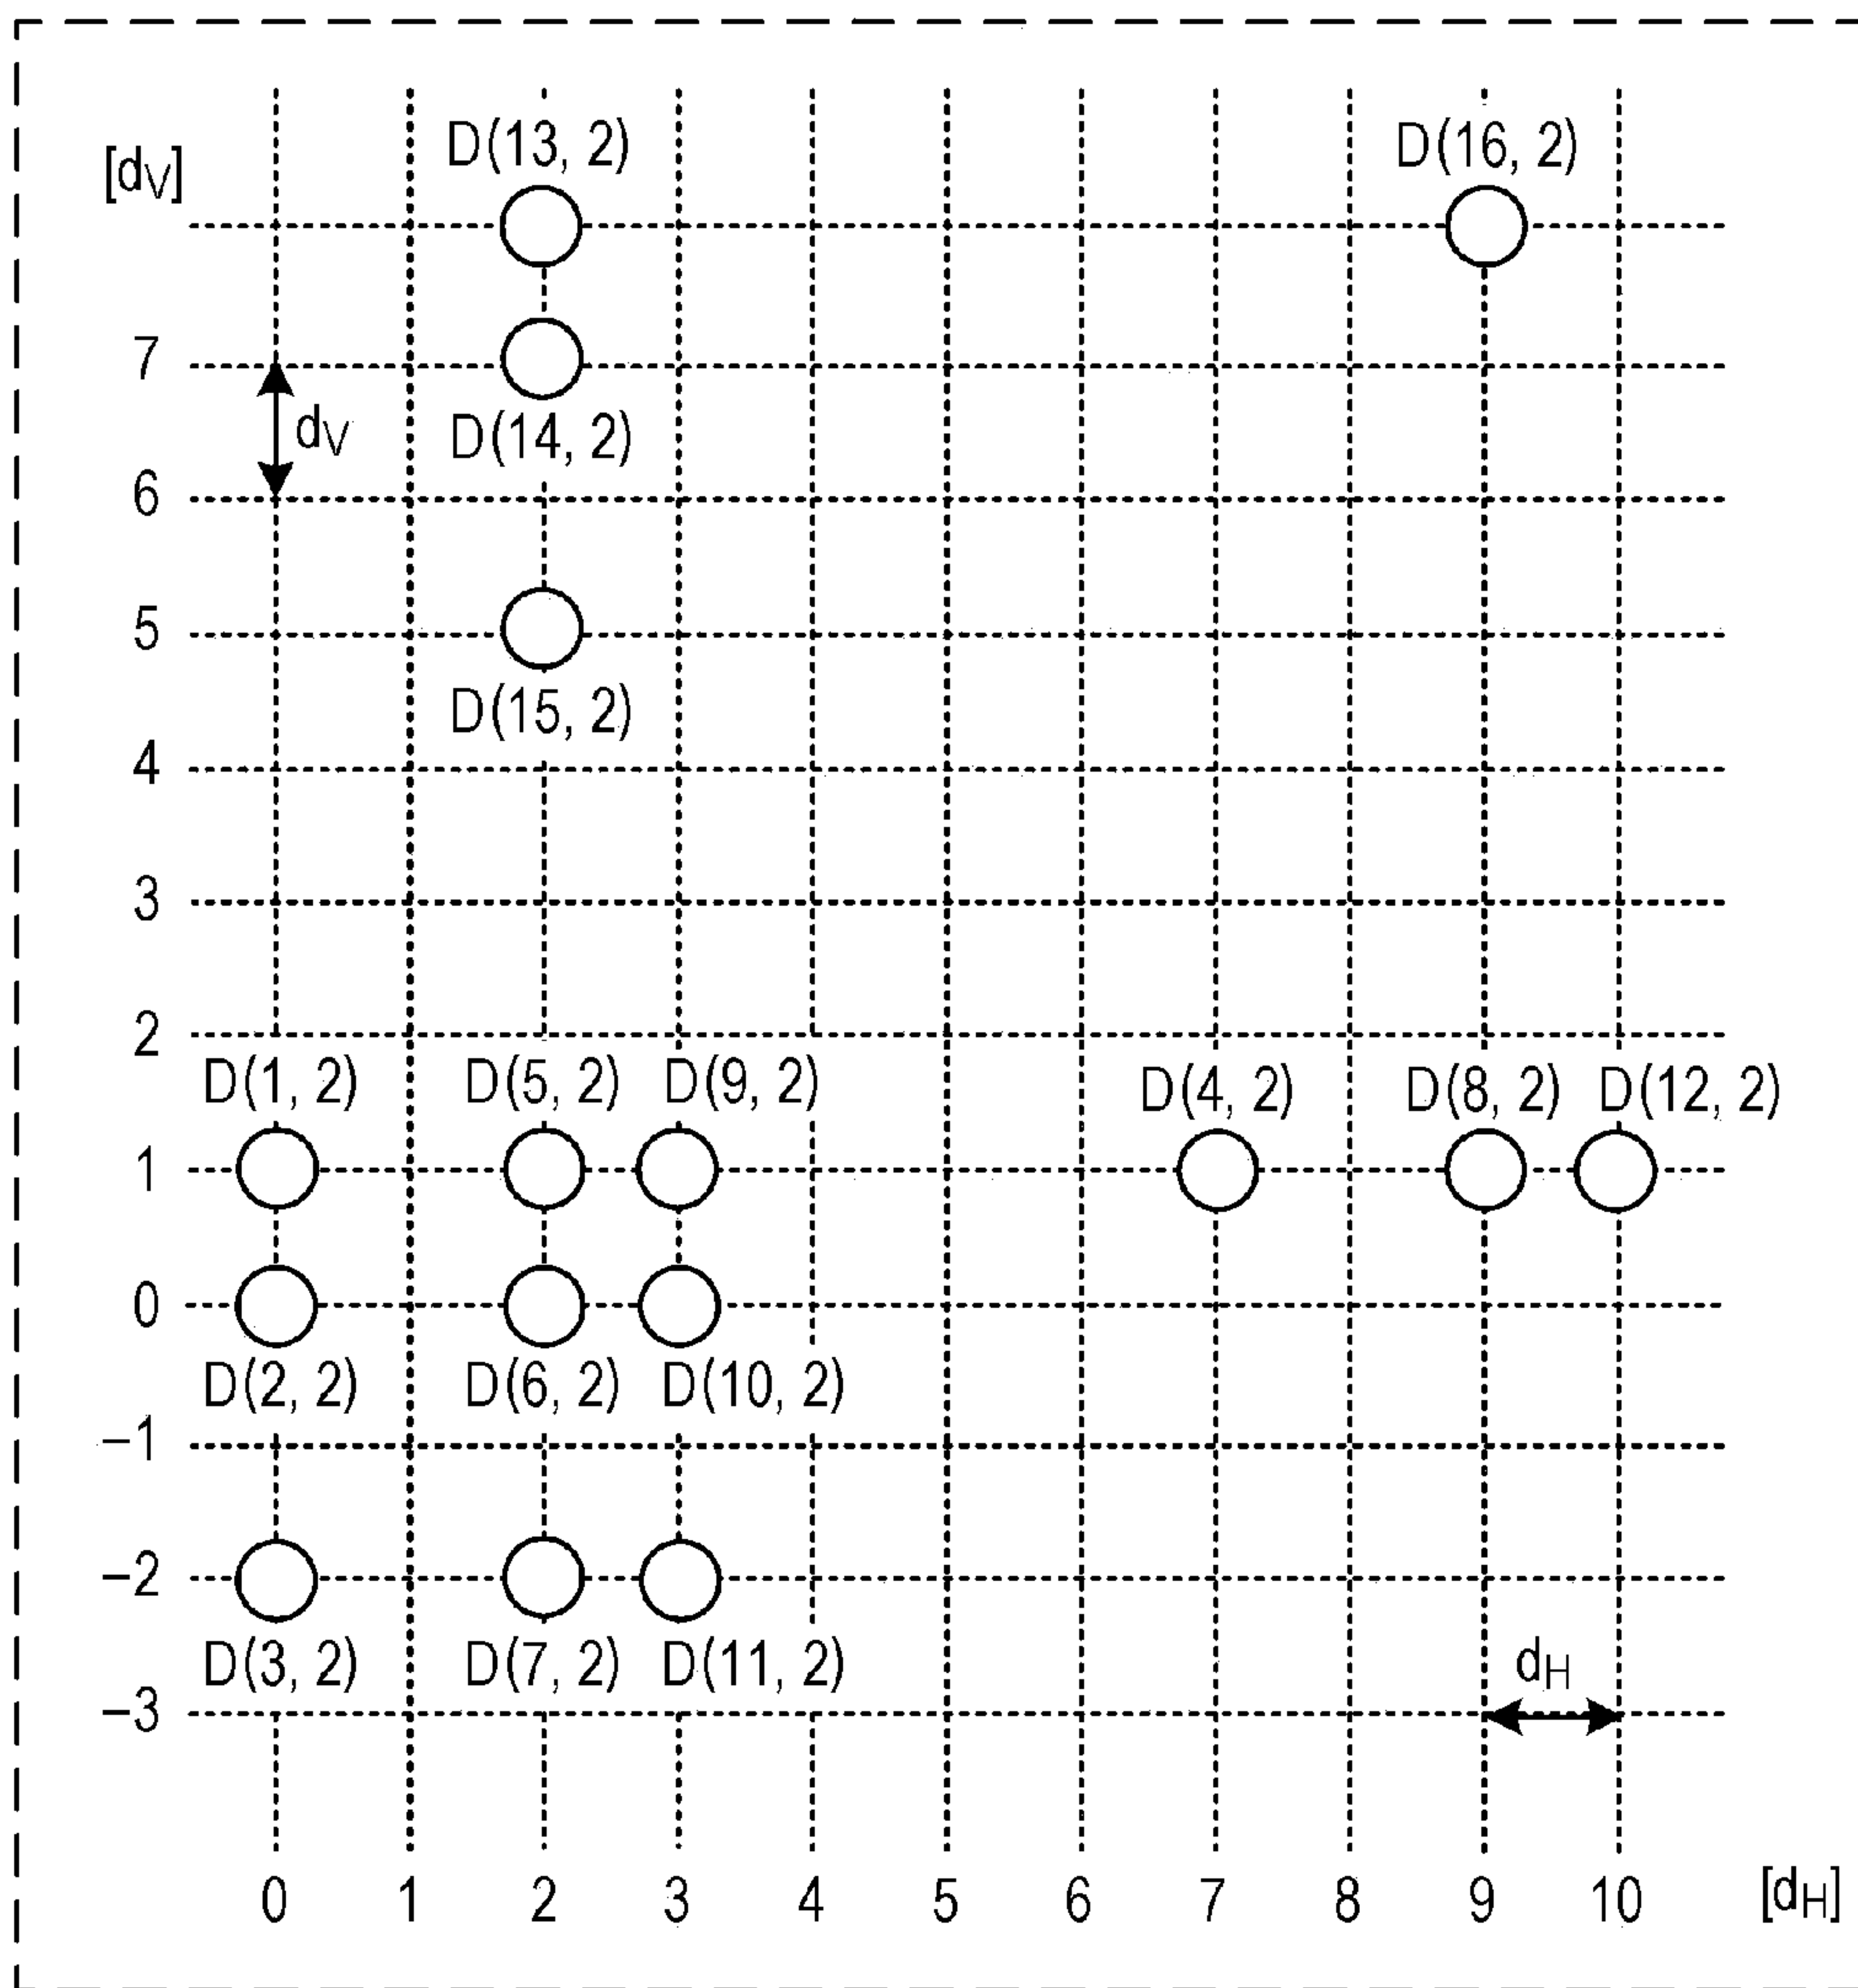 D(13, 2) D(16, 2)
[dV]
7
dV
D(14, 2)
6
5
D(15, 2)
4
3
2
D(1, 2) D(5, 2) D(9, 2) D(4, 2) D(8, 2) D(12, 2)
1
0
D(2, 2) D(6, 2) D(10, 2)
−1
−2
D(3, 2) D(7, 2) D(11, 2)
dH
−3
0 1 2 3 4 5 6 7 8 9 10 [dH]